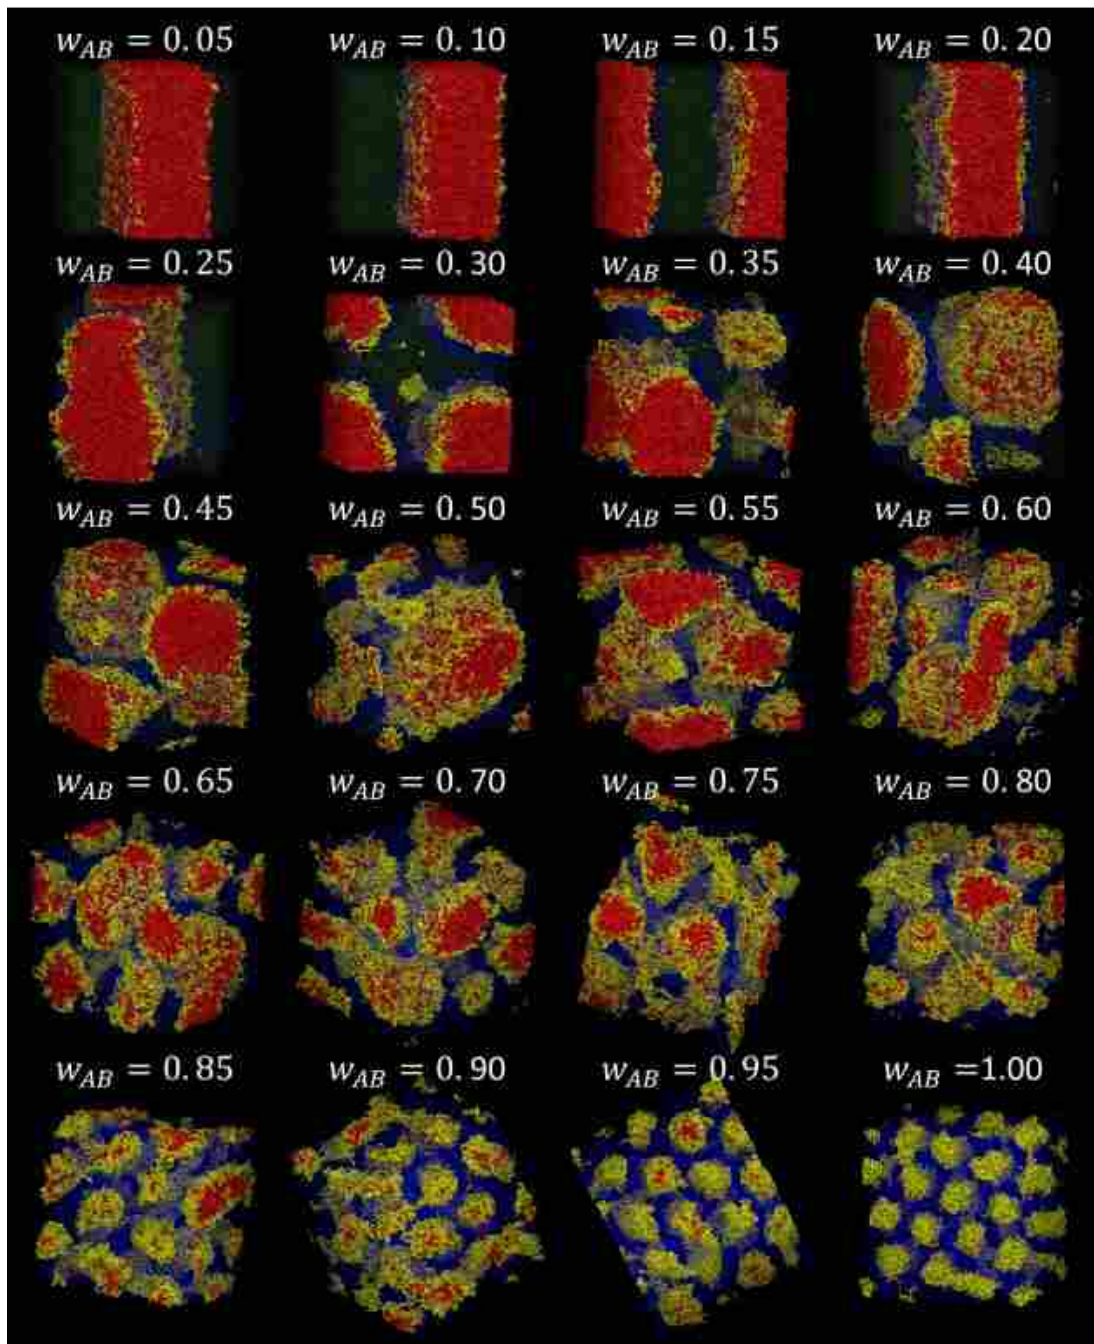 w_AB = 0.05 w_AB = 0.10 w_AB = 0.15 w_AB = 0.20
w_AB = 0.25 w_AB = 0.30 w_AB = 0.35 w_AB = 0.40
w_AB = 0.45 w_AB = 0.50 w_AB = 0.55 w_AB = 0.60
w_AB = 0.65 w_AB = 0.70 w_AB = 0.75 w_AB = 0.80
w_AB = 0.85 w_AB = 0.90 w_AB = 0.95 w_AB =1.00